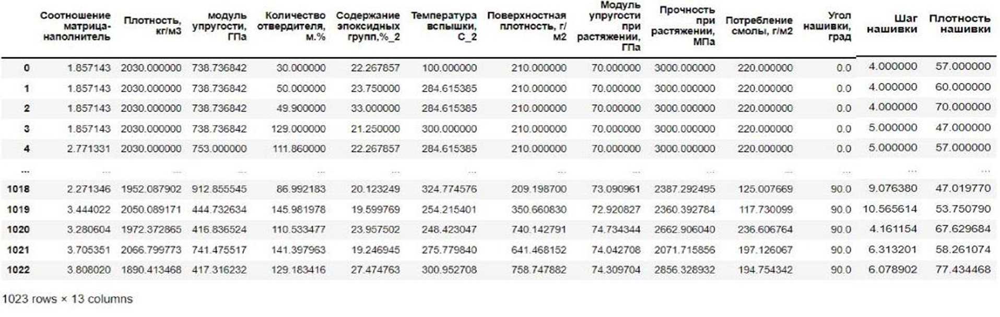 Соотношение матрица-наполнитель Плотность, кг/м3 модуль упругости, ГПа Количество отвердителя, м.% Содержание эпоксидных групп,%_2 Температура вспышки, С_2 Поверхностная плотность, г/м2 Модуль упругости при растяжении, ГПа Прочность при растяжении, МПа Потребление смолы, г/м2 Угол нашивки, град Шаг нашивки Плотность нашивки
0 1.857143 2030.000000 738.736842 30.000000 22.267857 100.000000 210.000000 70.000000 3000.000000 220.000000 0.0 4.000000 57.000000
1 1.857143 2030.000000 738.736842 50.000000 23.750000 284.615385 210.000000 70.000000 3000.000000 220.000000 0.0 4.000000 60.000000
2 1.857143 2030.000000 738.736842 49.900000 33.000000 284.615385 210.000000 70.000000 3000.000000 220.000000 0.0 4.000000 70.000000
3 1.857143 2030.000000 738.736842 129.000000 21.250000 300.000000 210.000000 70.000000 3000.000000 220.000000 0.0 5.000000 47.000000
4 2.771331 2030.000000 753.000000 111.860000 22.267857 284.615385 210.000000 70.000000 3000.000000 220.000000 0.0 5.000000 57.000000
... ... ... ... ... ... ... ... ... ... ... ... ... ...
1018 2.271346 1952.087902 912.855545 86.992183 20.123249 324.774576 209.198700 73.090961 2387.292495 125.007669 90.0 9.076380 47.019770
1019 3.444022 2050.089171 444.732634 145.981978 19.599769 254.215401 350.660830 72.920827 2360.392784 117.730099 90.0 10.565614 53.750790
1020 3.280604 1972.372865 416.836524 110.533477 23.957502 248.423047 740.142791 74.734344 2662.906040 236.606764 90.0 4.161154 67.629684
1021 3.705351 2066.799773 741.475517 141.397963 19.246945 275.779840 641.468152 74.042708 2071.715856 197.126067 90.0 6.313201 58.261074
1022 3.808020 1890.413468 417.316232 129.183416 27.474763 300.952708 758.747882 74.309704 2856.328932 194.754342 90.0 6.078902 77.434468
1023 rows × 13 columns